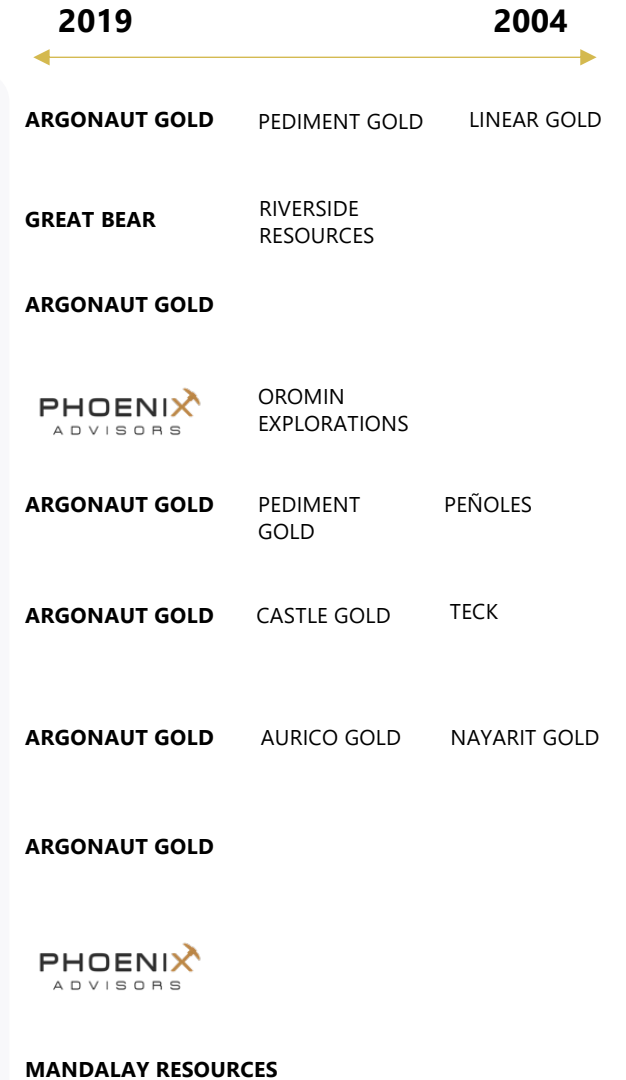 2019 2004
ARGONAUT GOLD PEDIMENT GOLD LINEAR GOLD
GREAT BEAR RIVERSIDE
RESOURCES
ARGONAUT GOLD
PHOENIX OROMIN
ADVISORS EXPLORATIONS
ARGONAUT GOLD PEDIMENT PEÑOLES
GOLD
ARGONAUT GOLD CASTLE GOLD TECK
ARGONAUT GOLD AURICO GOLD NAYARIT GOLD
ARGONAUT GOLD
PHOENIX
ADVISORS
MANDALAY RESOURCES